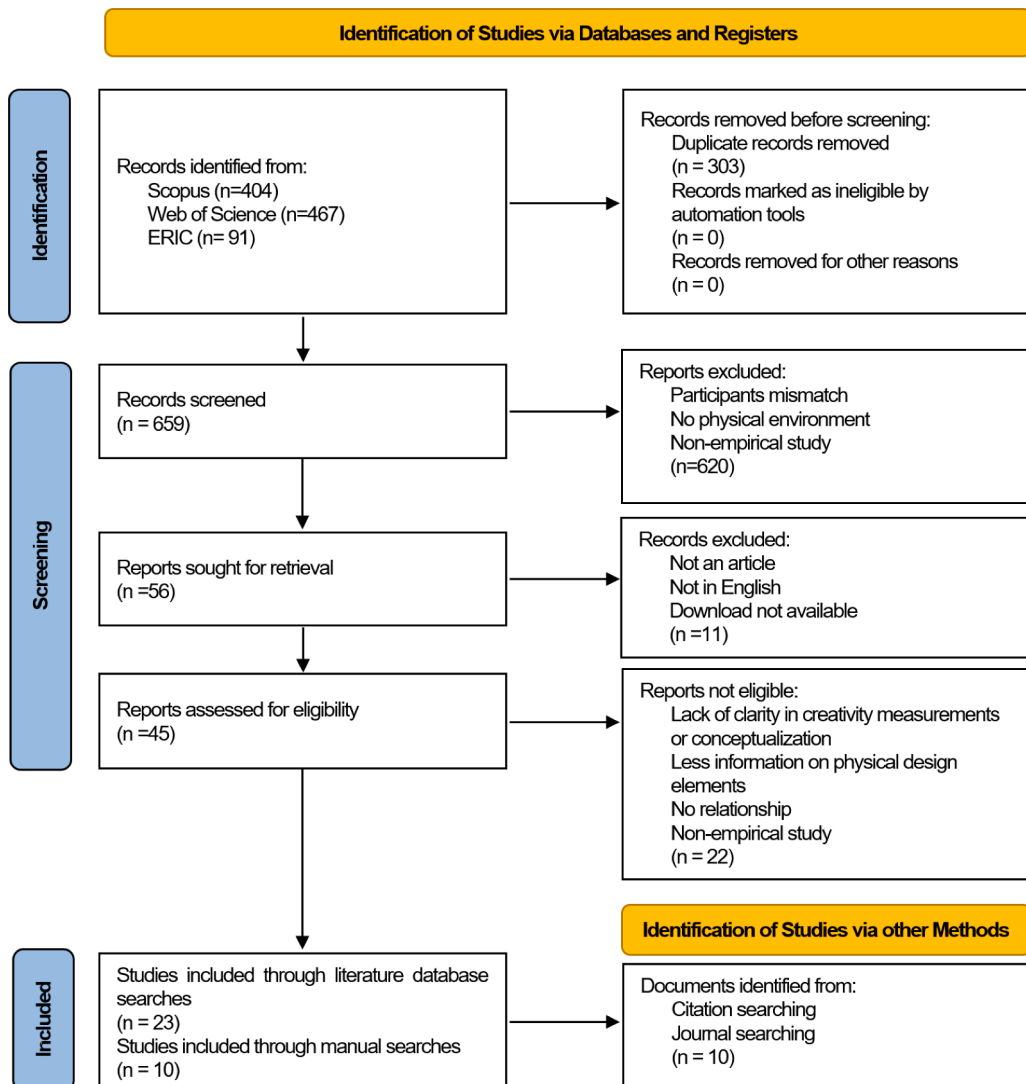 Identification of Studies via Databases and Registers
Identification
Records identified from:
Scopus (n=404)
Web of Science (n=467)
ERIC (n= 91)
Records removed before screening:
Duplicate records removed
(n = 303)
Records marked as ineligible by
automation tools
(n = 0)
Records removed for other reasons
(n = 0)
Screening
Records screened
(n = 659)
Reports excluded:
Participants mismatch
No physical environment
Non-empirical study
(n=620)
Reports sought for retrieval
(n =56)
Records excluded:
Not an article
Not in English
Download not available
(n =11)
Reports assessed for eligibility
(n =45)
Reports not eligible:
Lack of clarity in creativity measurements
or conceptualization
Less information on physical design
elements
No relationship
Non-empirical study
(n = 22)
Identification of Studies via other Methods
Included
Studies included through literature database
searches
(n = 23)
Studies included through manual searches
(n = 10)
Documents identified from:
Citation searching
Journal searching
(n = 10)